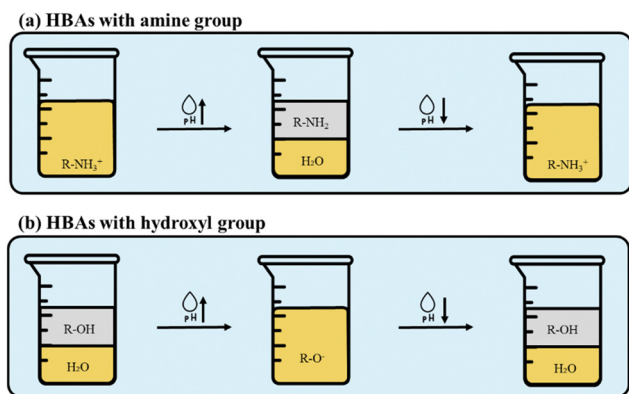 (a) HBAs with amine group
pH
pH
R-NH₂
R-NH₃⁺
H₂O
R-NH₃⁺
(b) HBAs with hydroxyl group
pH
pH
R-OH
R-O⁻
R-OH
H₂O
H₂O